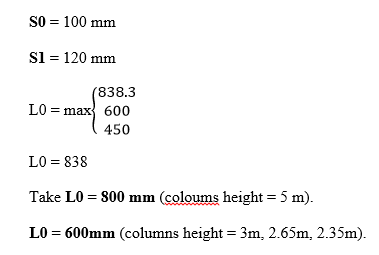 S0 = 100 mm
S1 = 120 mm
L0 = max{838.3
600
450
L0 = 838
Take L0 = 800 mm (coloums height = 5 m).
L0 = 600mm (columns height = 3m, 2.65m, 2.35m).